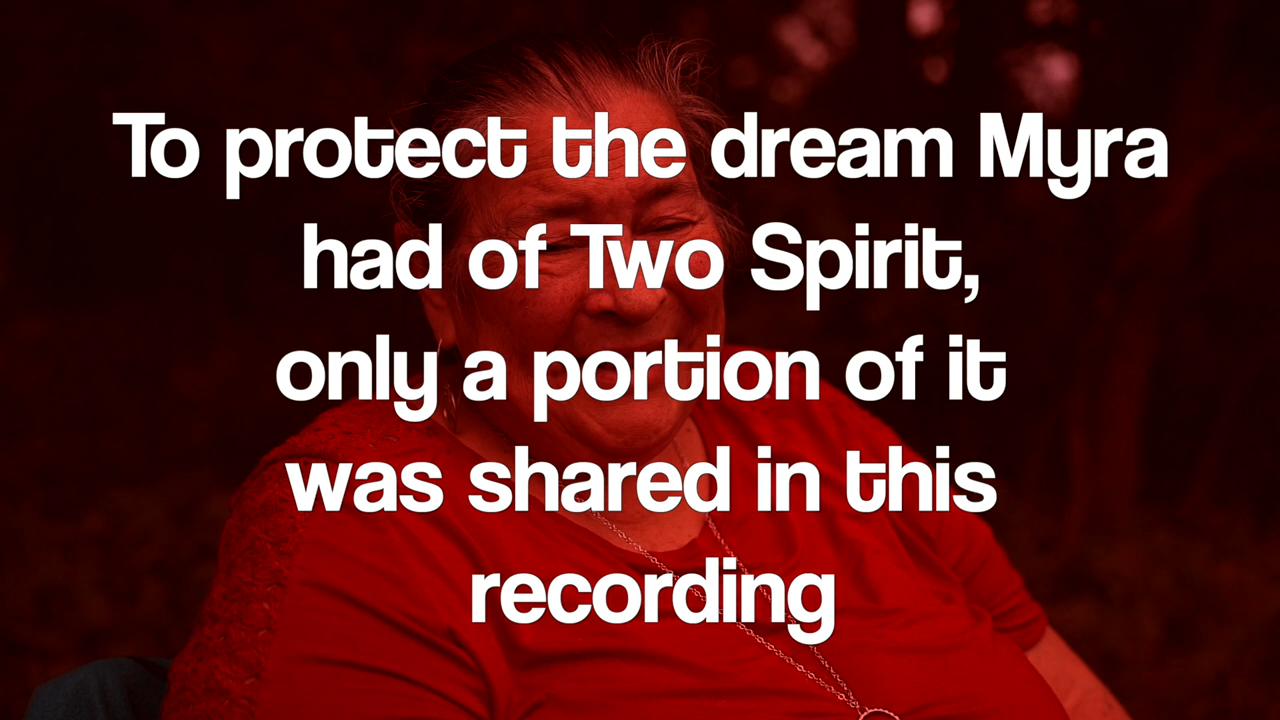 To protect the dream Myra
had of Two Spirit,
only a portion of it
was shared in this
recording